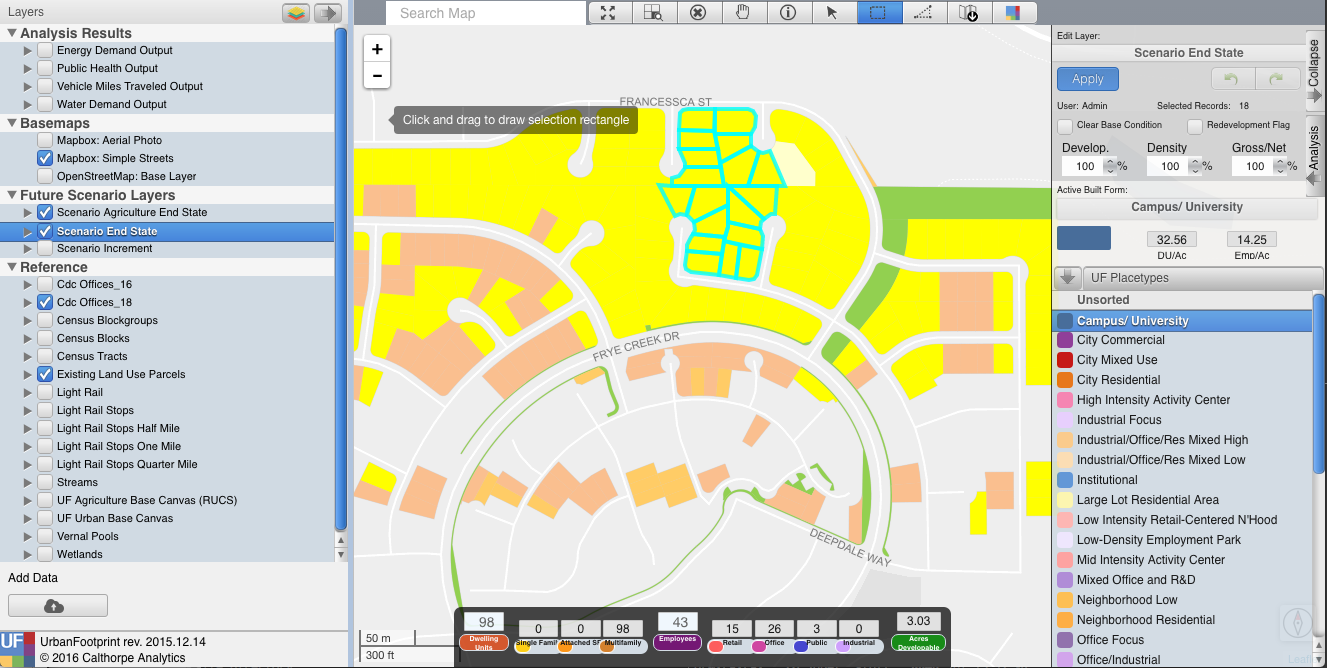 Layers
Analysis Results
Energy Demand Output
Public Health Output
Vehicle Miles Traveled Output
Water Demand Output
Basemaps
Mapbox: Aerial Photo
Mapbox: Simple Streets
OpenStreetMap: Base Layer
Future Scenario Layers
Scenario Agriculture End State
Scenario End State
Scenario Increment
Reference
Cdc Offices_16
Cdc Offices_18
Census Blockgroups
Census Blocks
Census Tracts
Existing Land Use Parcels
Light Rail
Light Rail Stops
Light Rail Stops Half Mile
Light Rail Stops One Mile
Light Rail Stops Quarter Mile
Streams
UF Agriculture Base Canvas (RUCS)
UF Urban Base Canvas
Vernal Pools
Wetlands
Add Data
UF
UrbanFootprint rev. 2015.12.14
© 2016 Calthorpe Analytics
Search Map
+
−
Click and drag to draw selection rectangle
FRANCESSCA ST
FRYE CREEK DR
DEEPDALE WAY
50 m
300 ft
98 0 0 98 43 15 26 3 0 3.03
Dwelling Units Single Famil Attached SF Multifamily Employees Retail Office Public Industrial Acres Developable
Edit Layer:
Scenario End State
Apply
User: Admin Selected Records: 18
Clear Base Condition Redevelopment Flag
Develop. Density Gross/Net
100 % 100 % 100 %
Active Built Form:
Campus/ University
32.56 14.25
DU/Ac Emp/Ac
UF Placetypes
Unsorted
Campus/ University
City Commercial
City Mixed Use
City Residential
High Intensity Activity Center
Industrial Focus
Industrial/Office/Res Mixed High
Industrial/Office/Res Mixed Low
Institutional
Large Lot Residential Area
Low Intensity Retail-Centered N'Hood
Low-Density Employment Park
Mid Intensity Activity Center
Mixed Office and R&D
Neighborhood Low
Neighborhood Residential
Office Focus
Office/Industrial
Collapse
Analysis